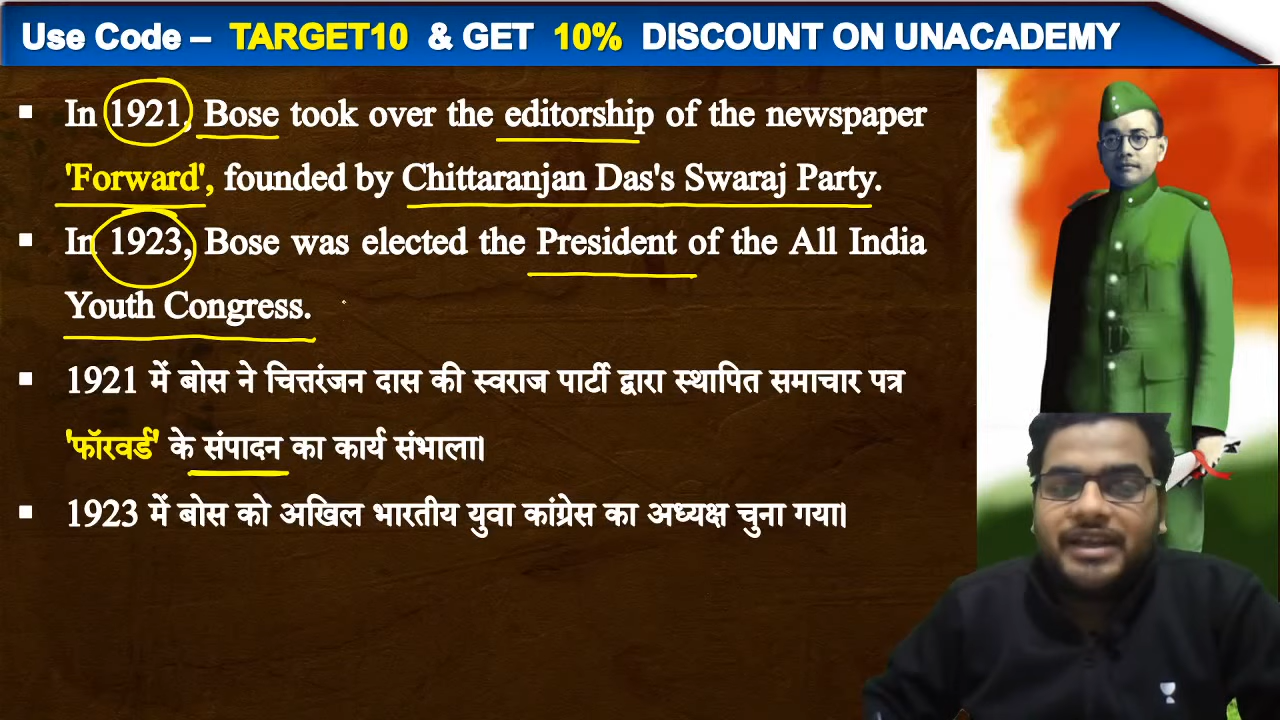 Use Code – TARGET10 & GET 10% DISCOUNT ON UNACADEMY
▪ In 1921, Bose took over the editorship of the newspaper
'Forward', founded by Chittaranjan Das's Swaraj Party.
▪ In 1923, Bose was elected the President of the All India
Youth Congress.
▪ 1921 में बोस ने चित्तरंजन दास की स्वराज पार्टी द्वारा स्थापित समाचार पत्र
'फॉरवर्ड' के संपादन का कार्य संभाला।
▪ 1923 में बोस को अखिल भारतीय युवा कांग्रेस का अध्यक्ष चुना गया।